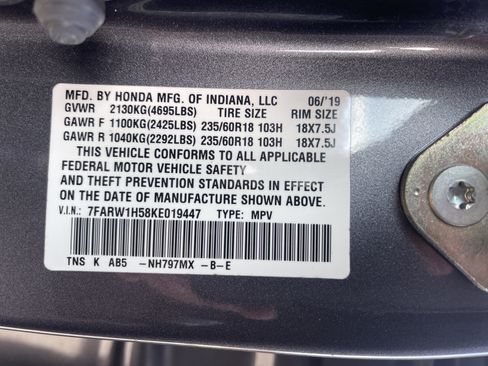 MFD. BY HONDA MFG. OF INDIANA, LLC 06/'19
GVWR 2130KG(4695LBS) TIRE SIZE RIM SIZE
GAWR F 1100KG(2425LBS) 235/60R18 103H 18X7.5J
GAWR R 1040KG(2292LBS) 235/60R18 103H 18X7.5J
THIS VEHICLE CONFORMS TO ALL APPLICABLE
FEDERAL MOTOR VEHICLE SAFETY
AND THEFT PREVENTION STANDARDS IN EFFECT
ON THE DATE OF MANUFACTURE SHOWN ABOVE.
V.I.N.: 7FARW1H58KE019447 TYPE: MPV
TNS K AB5 -NH797MX -B-E